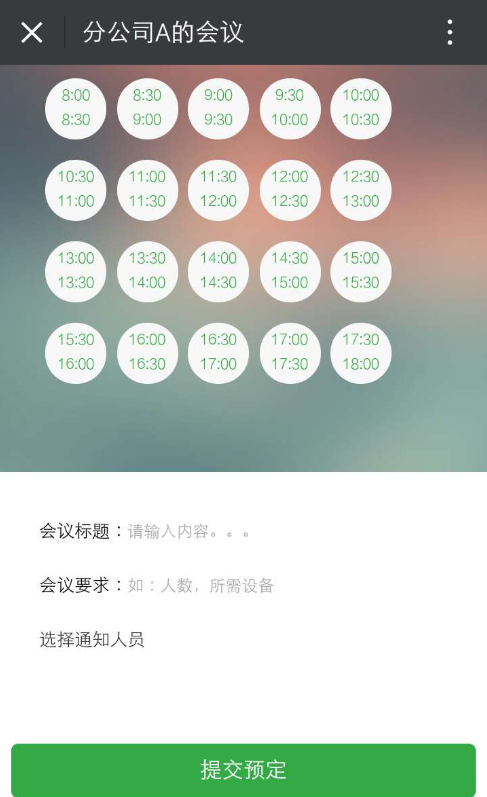 分公司A的会议
8:00 8:30 9:00 9:30 10:00
8:30 9:00 9:30 10:00 10:30
10:30 11:00 11:30 12:00 12:30
11:00 11:30 12:00 12:30 13:00
13:00 13:30 14:00 14:30 15:00
13:30 14:00 14:30 15:00 15:30
15:30 16:00 16:30 17:00 17:30
16:00 16:30 17:00 17:30 18:00
会议标题：请输入内容。。。
会议要求：如：人数，所需设备
选择通知人员
提交预定